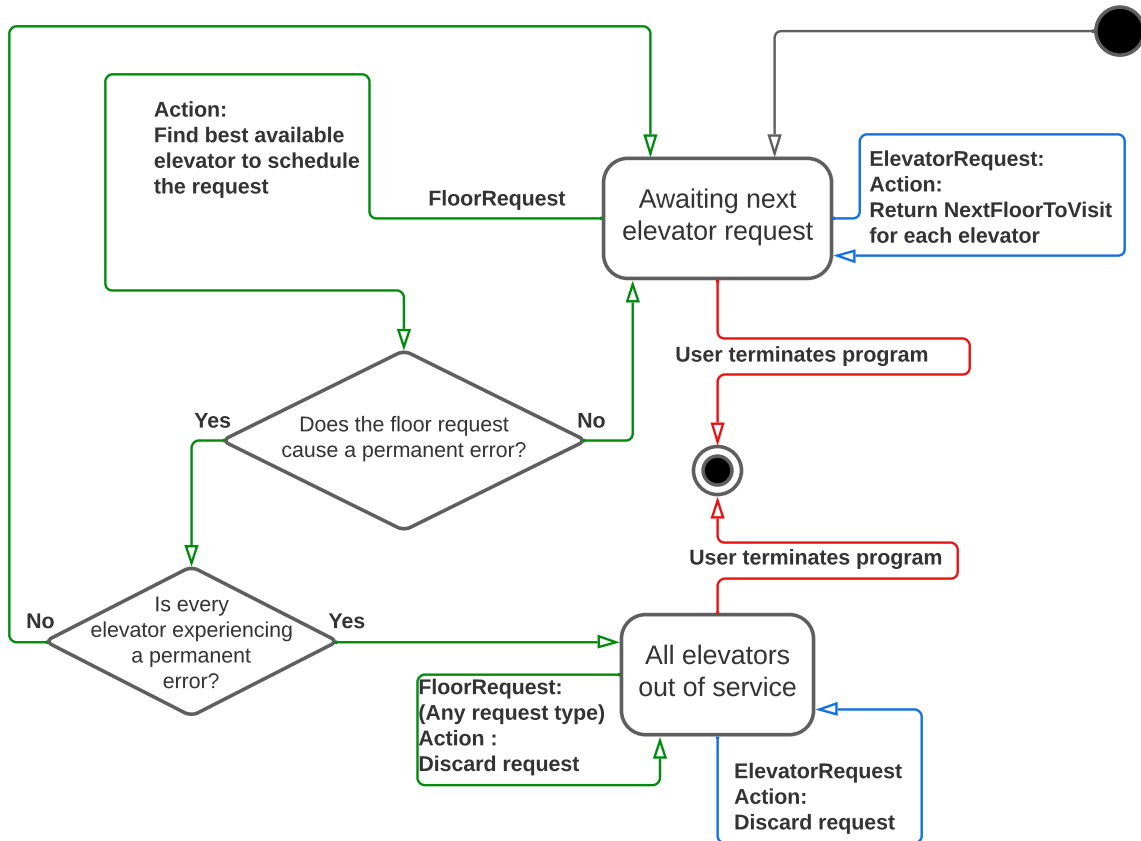 Action:
Find best available
elevator to schedule
the request
FloorRequest
Awaiting next
elevator request
ElevatorRequest:
Action:
Return NextFloorToVisit
for each elevator
User terminates program
Yes
Does the floor request
cause a permanent error?
No
User terminates program
No
Is every
elevator experiencing
a permanent
error?
Yes
All elevators
out of service
FloorRequest:
(Any request type)
Action :
Discard request
ElevatorRequest
Action:
Discard request